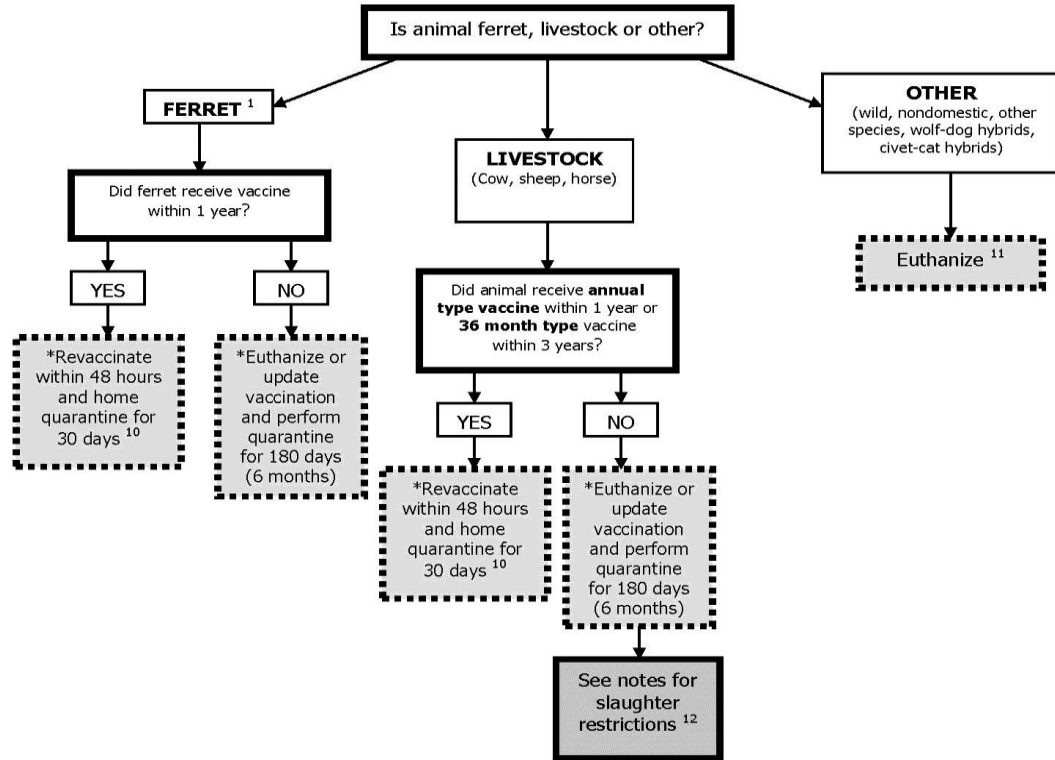 Is animal ferret, livestock or other?
FERRET 1
Did ferret receive vaccine
within 1 year?
YES
*Revaccinate
within 48 hours
and home
quarantine for
30 days 10
NO
*Euthanize or
update
vaccination
and perform
quarantine
for 180 days
(6 months)
LIVESTOCK
(Cow, sheep, horse)
Did animal receive annual
type vaccine within 1 year or
36 month type vaccine
within 3 years?
YES
*Revaccinate
within 48 hours
and home
quarantine for
30 days 10
NO
*Euthanize or
update
vaccination
and perform
quarantine
for 180 days
(6 months)
See notes for
slaughter
restrictions 12
OTHER
(wild, nondomestic, other
species, wolf-dog hybrids,
civet-cat hybrids)
Euthanize 11